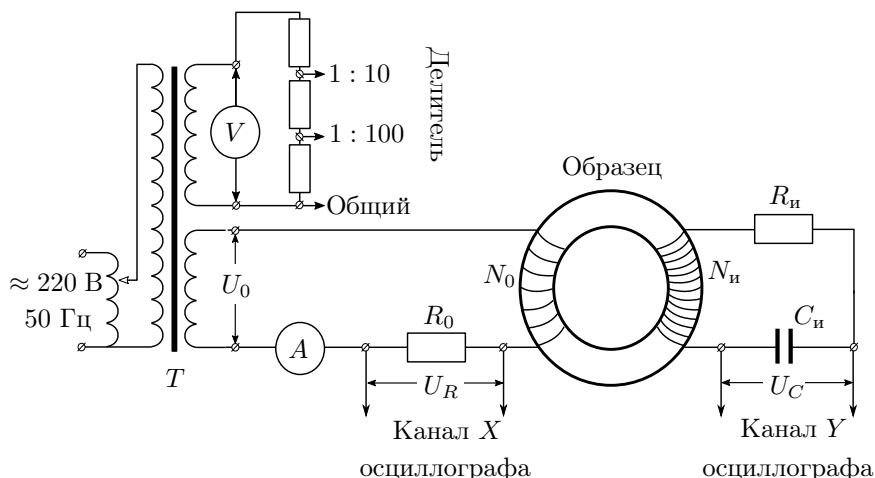 Делитель
1 : 10
V
1 : 100
Общий
Образец
Rи
≈ 220 В
50 Гц
U0
N0
Nи
R0
Cи
A
T
UR
UC
Канал X
осциллографа
Канал Y
осциллографа